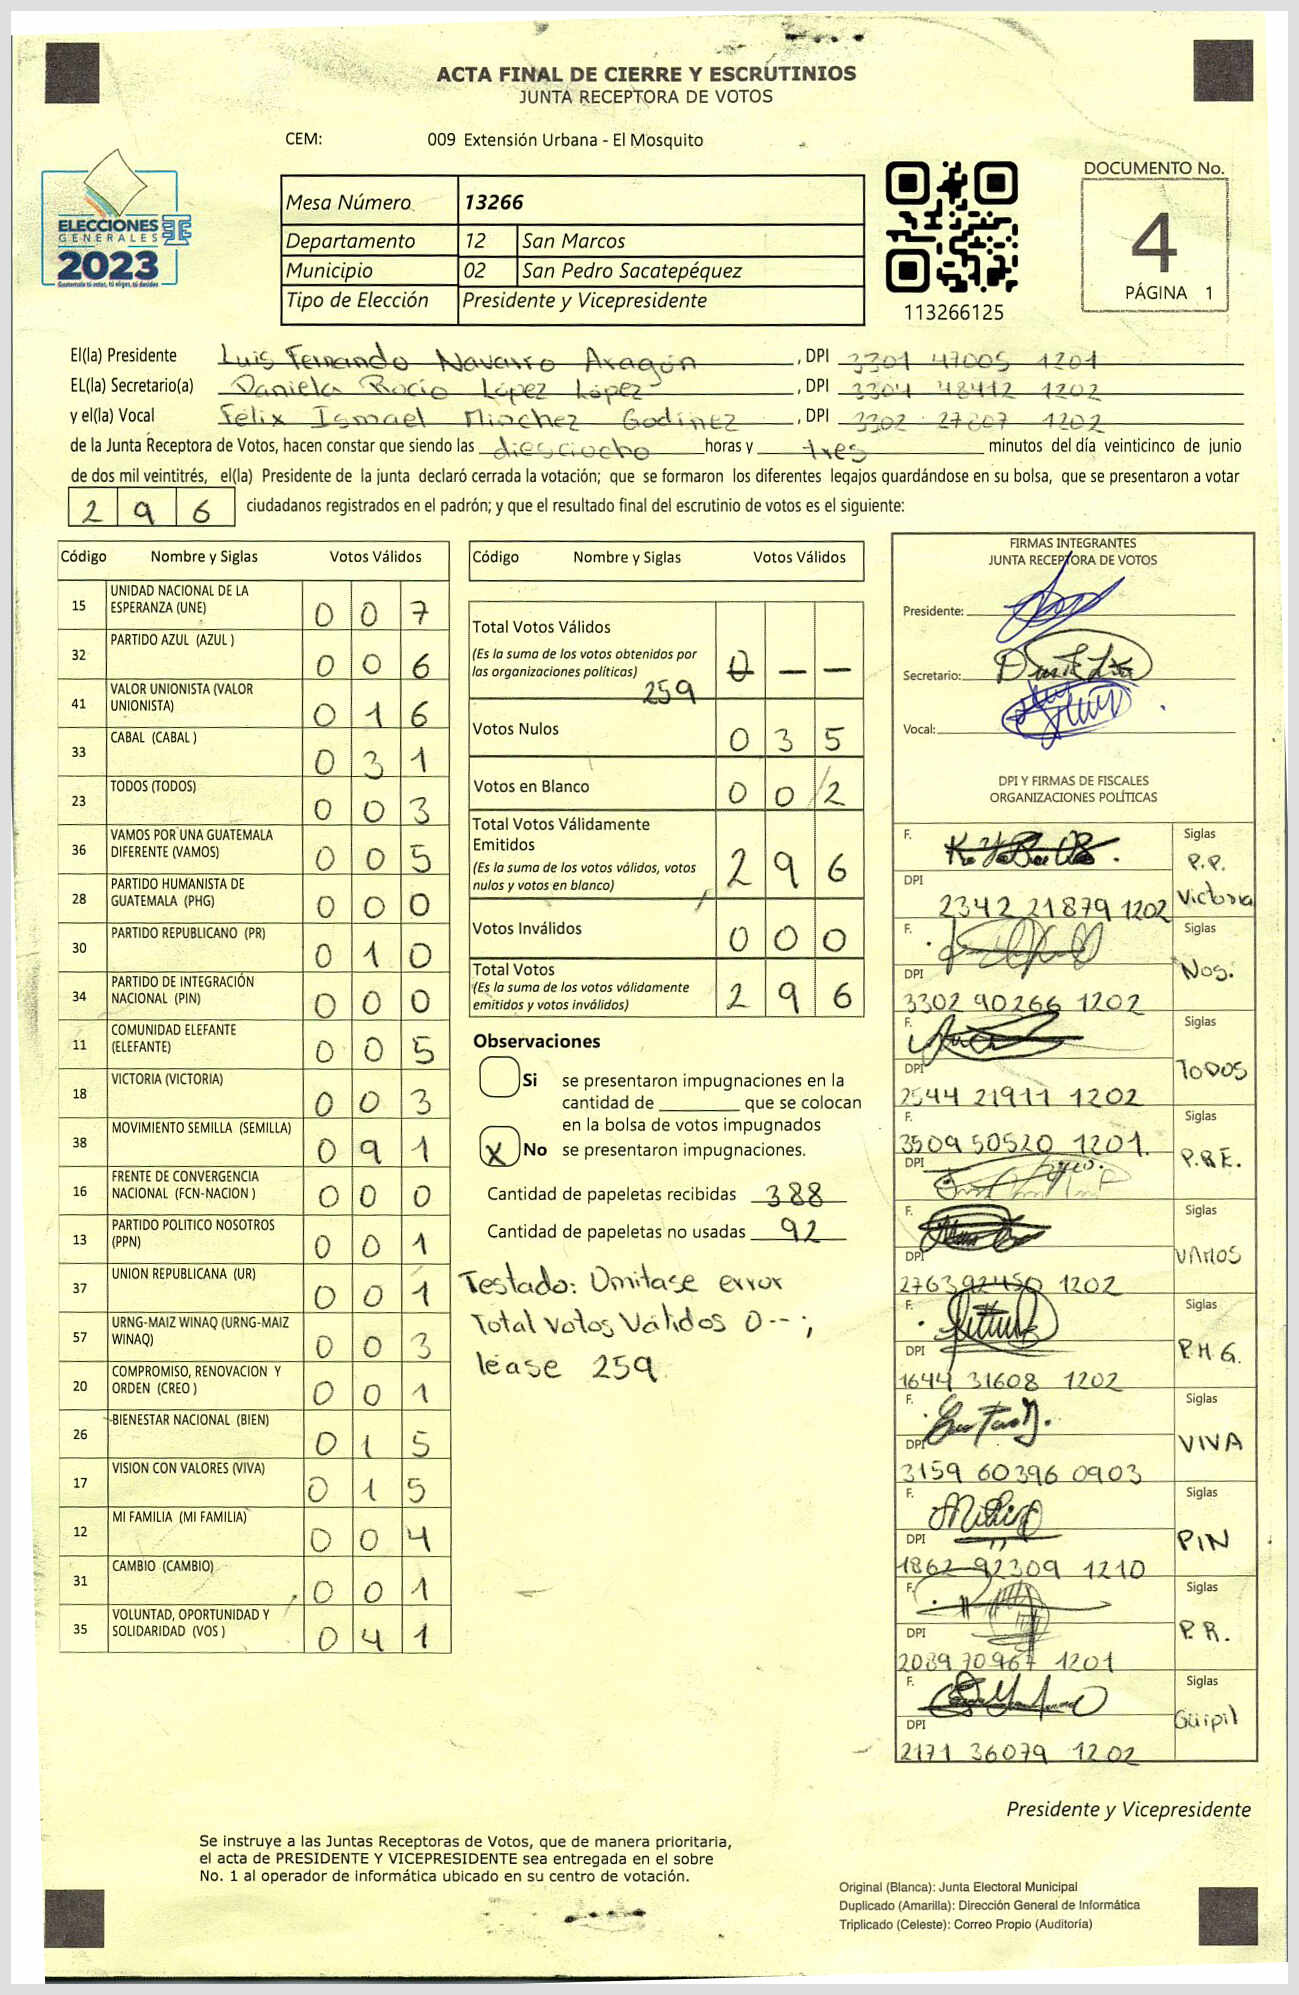 ACTA FINAL DE CIERRE Y ESCRUTINIOS
JUNTA RECEPTORA DE VOTOS
CEM: 009 Extensión Urbana - El Mosquito
ELECCIONES
GENERALES
2023
Guatemala tú votas, tú eliges, tú decides
Mesa Número 13266
Departamento 12 San Marcos
Municipio 02 San Pedro Sacatepéquez
Tipo de Elección Presidente y Vicepresidente
113266125
DOCUMENTO No.
4
PÁGINA 1
El(la) Presidente Luis Fernando Navarro Aragón , DPI 3301 47005 1201
EL(la) Secretario(a) Daniela Rocío López López , DPI 3304 48412 1202
y el(la) Vocal Félix Ismael Minchez Godínez , DPI 3302 27807 1202
de la Junta Receptora de Votos, hacen constar que siendo las diesciocho horas y tres minutos del día veinticinco de junio
de dos mil veintitrés, el(la) Presidente de la junta declaró cerrada la votación; que se formaron los diferentes legajos guardándose en su bolsa, que se presentaron a votar
296 ciudadanos registrados en el padrón; y que el resultado final del escrutinio de votos es el siguiente:
Código Nombre y Siglas Votos Válidos
15 UNIDAD NACIONAL DE LA
ESPERANZA (UNE) 0 0 7
32 PARTIDO AZUL (AZUL ) 0 0 6
41 VALOR UNIONISTA (VALOR
UNIONISTA) 0 1 6
33 CABAL (CABAL ) 0 3 1
23 TODOS (TODOS) 0 0 3
36 VAMOS POR UNA GUATEMALA
DIFERENTE (VAMOS) 0 0 5
28 PARTIDO HUMANISTA DE
GUATEMALA (PHG) 0 0 0
30 PARTIDO REPUBLICANO (PR) 0 1 0
34 PARTIDO DE INTEGRACIÓN
NACIONAL (PIN) 0 0 0
11 COMUNIDAD ELEFANTE
(ELEFANTE) 0 0 5
18 VICTORIA (VICTORIA) 0 0 3
38 MOVIMIENTO SEMILLA (SEMILLA) 0 9 1
16 FRENTE DE CONVERGENCIA
NACIONAL (FCN-NACION ) 0 0 0
13 PARTIDO POLITICO NOSOTROS
(PPN) 0 0 1
37 UNION REPUBLICANA (UR) 0 0 1
57 URNG-MAIZ WINAQ (URNG-MAIZ
WINAQ) 0 0 3
20 COMPROMISO, RENOVACION Y
ORDEN (CREO ) 0 0 1
26 BIENESTAR NACIONAL (BIEN) 0 1 5
17 VISION CON VALORES (VIVA) 0 1 5
12 MI FAMILIA (MI FAMILIA) 0 0 4
31 CAMBIO (CAMBIO) 0 0 1
35 VOLUNTAD, OPORTUNIDAD Y
SOLIDARIDAD (VOS ) 0 4 1
Código Nombre y Siglas Votos Válidos
Total Votos Válidos
(Es la suma de los votos obtenidos por
las organizaciones políticas) 0 — —
259
Votos Nulos 0 3 5
Votos en Blanco 0 0 2
Total Votos Válidamente
Emitidos
(Es la suma de los votos válidos, votos
nulos y votos en blanco) 2 9 6
Votos Inválidos 0 0 0
Total Votos
(Es la suma de los votos válidamente
emitidos y votos inválidos) 2 9 6
Observaciones
Si se presentaron impugnaciones en la
cantidad de ________ que se colocan
en la bolsa de votos impugnados
X No se presentaron impugnaciones.
Cantidad de papeletas recibidas 388
Cantidad de papeletas no usadas 92
Testado: Omitase error
Total Votos Válidos 0--;
léase 259
FIRMAS INTEGRANTES
JUNTA RECEPTORA DE VOTOS
Presidente:
Secretario:
Vocal:
DPI Y FIRMAS DE FISCALES
ORGANIZACIONES POLÍTICAS
F. Siglas
P.P.
Victoria
DPI 2342 21879 1202
F. Siglas
Nos.
DPI 3302 90266 1202
F. Siglas
TODOS
DPI 2544 21911 1202
Siglas
3509 50520 1201.
DPI
F. Siglas
DPI 2763 92450 1202
F. Siglas
P.H.G.
DPI 1644 31608 1202
F. Siglas
VIVA
DPI 3159 60396 0903
F. Siglas
PIN
DPI 1862 92309 1210
F. Siglas
P.R.
DPI 2089 70967 1201
F. Siglas
Güipil
DPI 2171 36079 1202
Presidente y Vicepresidente
Se instruye a las Juntas Receptoras de Votos, que de manera prioritaria,
el acta de PRESIDENTE Y VICEPRESIDENTE sea entregada en el sobre
No. 1 al operador de informática ubicado en su centro de votación.
Original (Blanca): Junta Electoral Municipal
Duplicado (Amarilla): Dirección General de Informática
Triplicado (Celeste): Correo Propio (Auditoría)